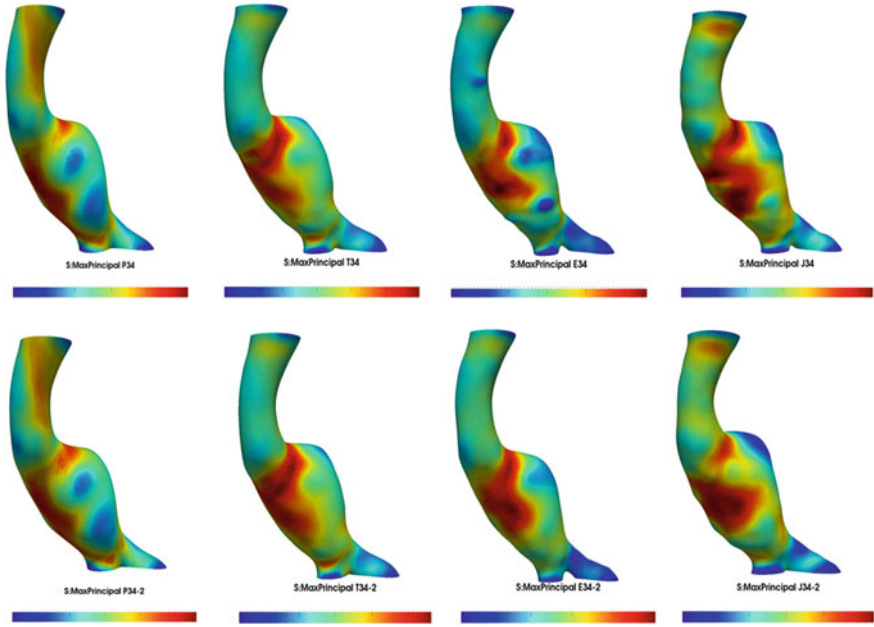 S:MaxPrincipal P34
S:MaxPrincipal T34
S:MaxPrincipal E34
S:MaxPrincipal J34
S:MaxPrincipal P34-2
S:MaxPrincipal T34-2
S:MaxPrincipal E34-2
S:MaxPrincipal J34-2